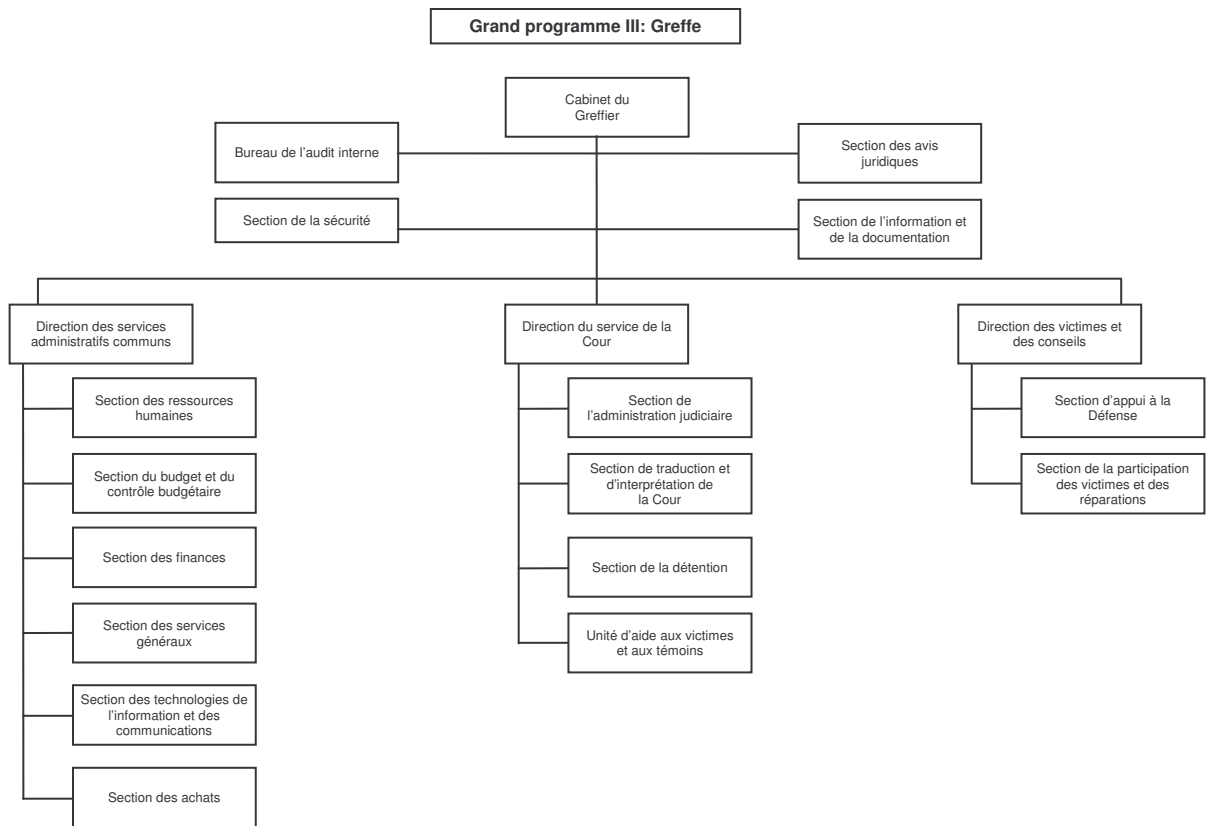 Grand programme III: Greffe
Cabinet du
Greffier
Bureau de l'audit interne
Section des avis
juridiques
Section de la sécurité
Section de l'information et
de la documentation
Direction des services
administratifs communs
Section des ressources
humaines
Section du budget et du
contrôle budgétaire
Section des finances
Section des services
généraux
Section des technologies de
l'information et des
communications
Section des achats
Direction du service de la
Cour
Section de
l'administration judiciaire
Section de traduction et
d'interprétation de
la Cour
Section de la détention
Unité d'aide aux victimes
et aux témoins
Direction des victimes et
des conseils
Section d'appui à la
Défense
Section de la participation
des victimes et des
réparations